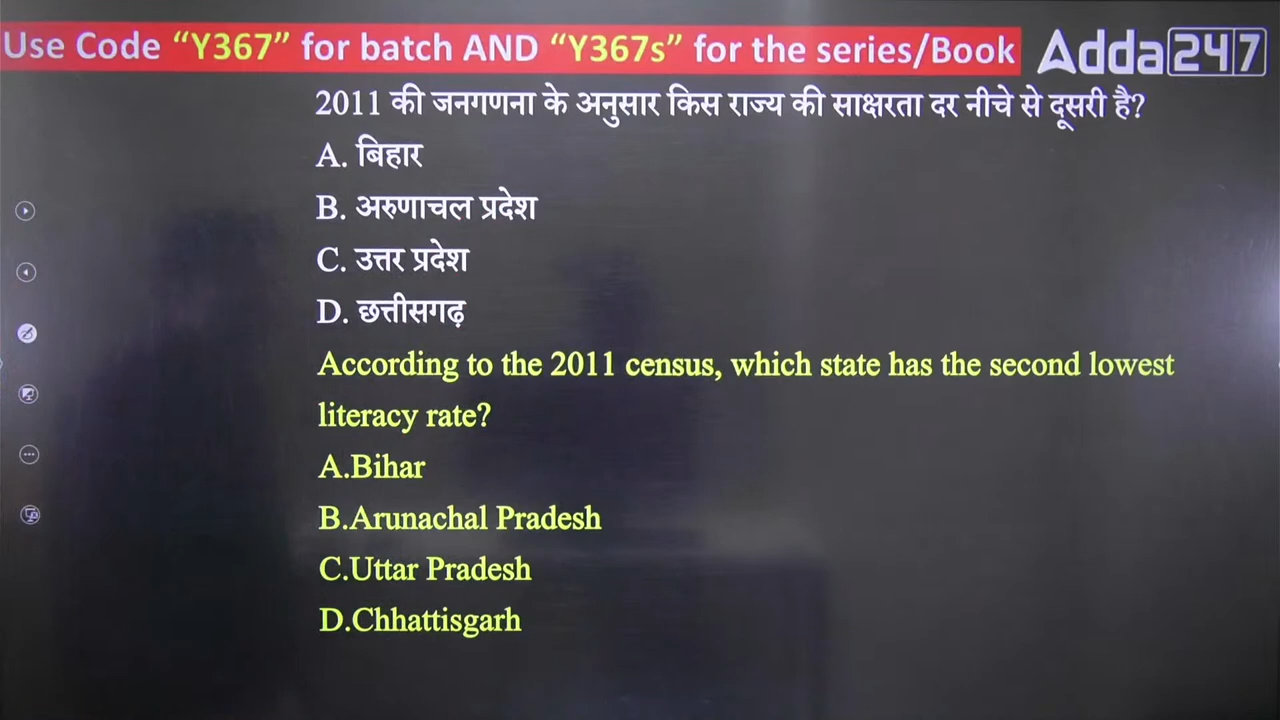 Use Code “Y367” for batch AND “Y367s” for the series/Book
Adda247
2011 की जनगणना के अनुसार किस राज्य की साक्षरता दर नीचे से दूसरी है?
A. बिहार
B. अरुणाचल प्रदेश
C. उत्तर प्रदेश
D. छत्तीसगढ़
According to the 2011 census, which state has the second lowest
literacy rate?
A.Bihar
B.Arunachal Pradesh
C.Uttar Pradesh
D.Chhattisgarh